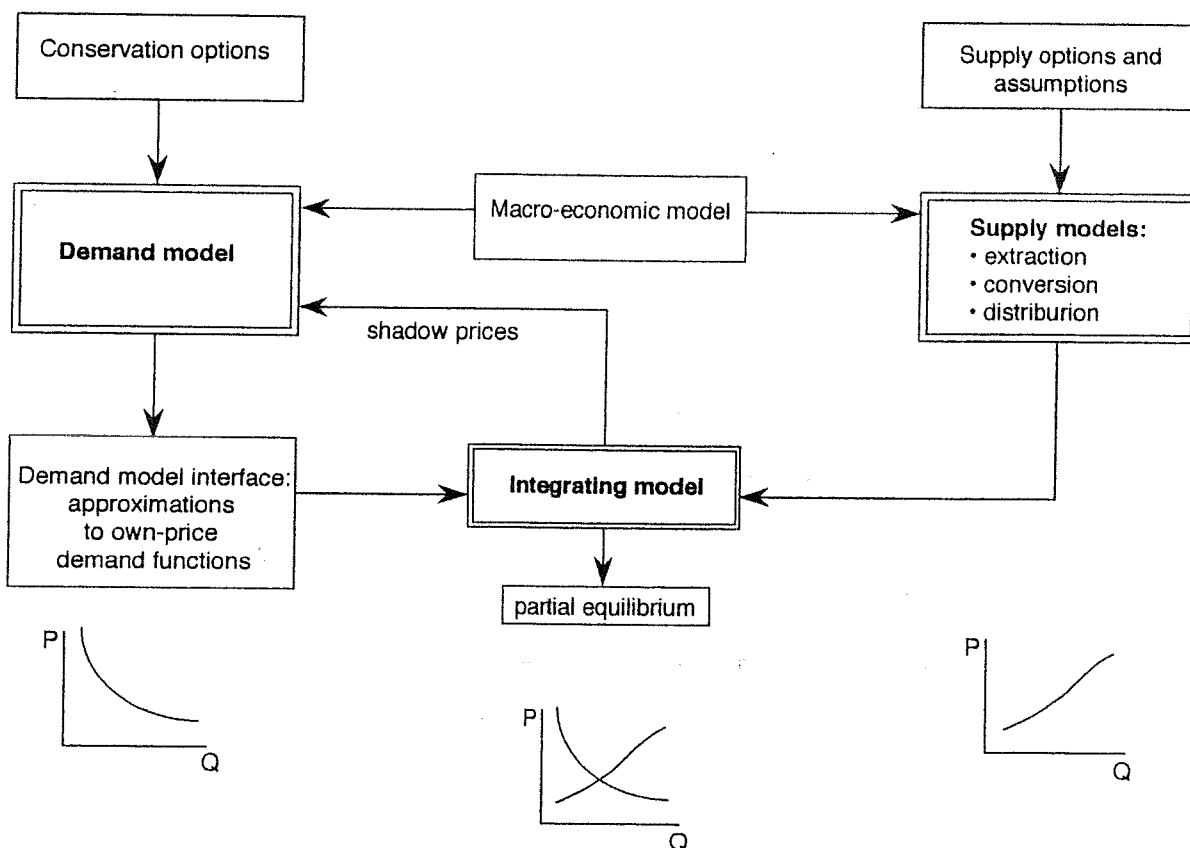 Conservation options
Supply options and
assumptions
Macro-economic model
Demand model
Supply models:
• extraction
• conversion
• distriburion
shadow prices
Demand model interface:
approximations
to own-price
demand functions
Integrating model
partial equilibrium
P
Q
P
Q
P
Q